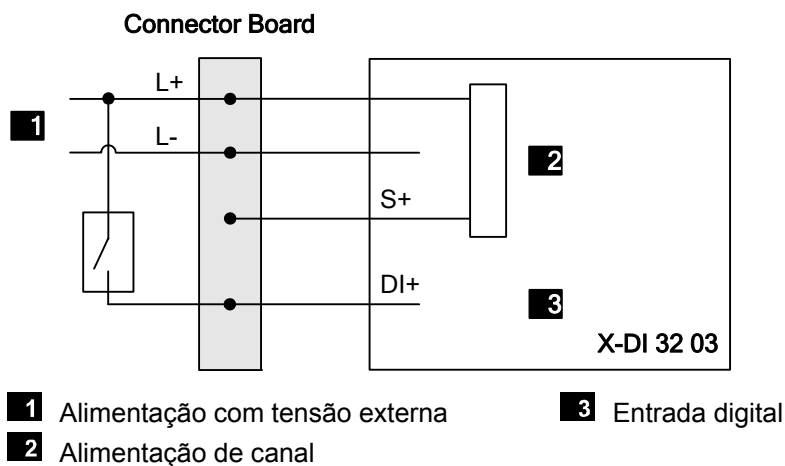 Connector Board
L+
1
L-
2
S+
DI+
3
X-DI 32 03
1 Alimentação com tensão externa
3 Entrada digital
2 Alimentação de canal